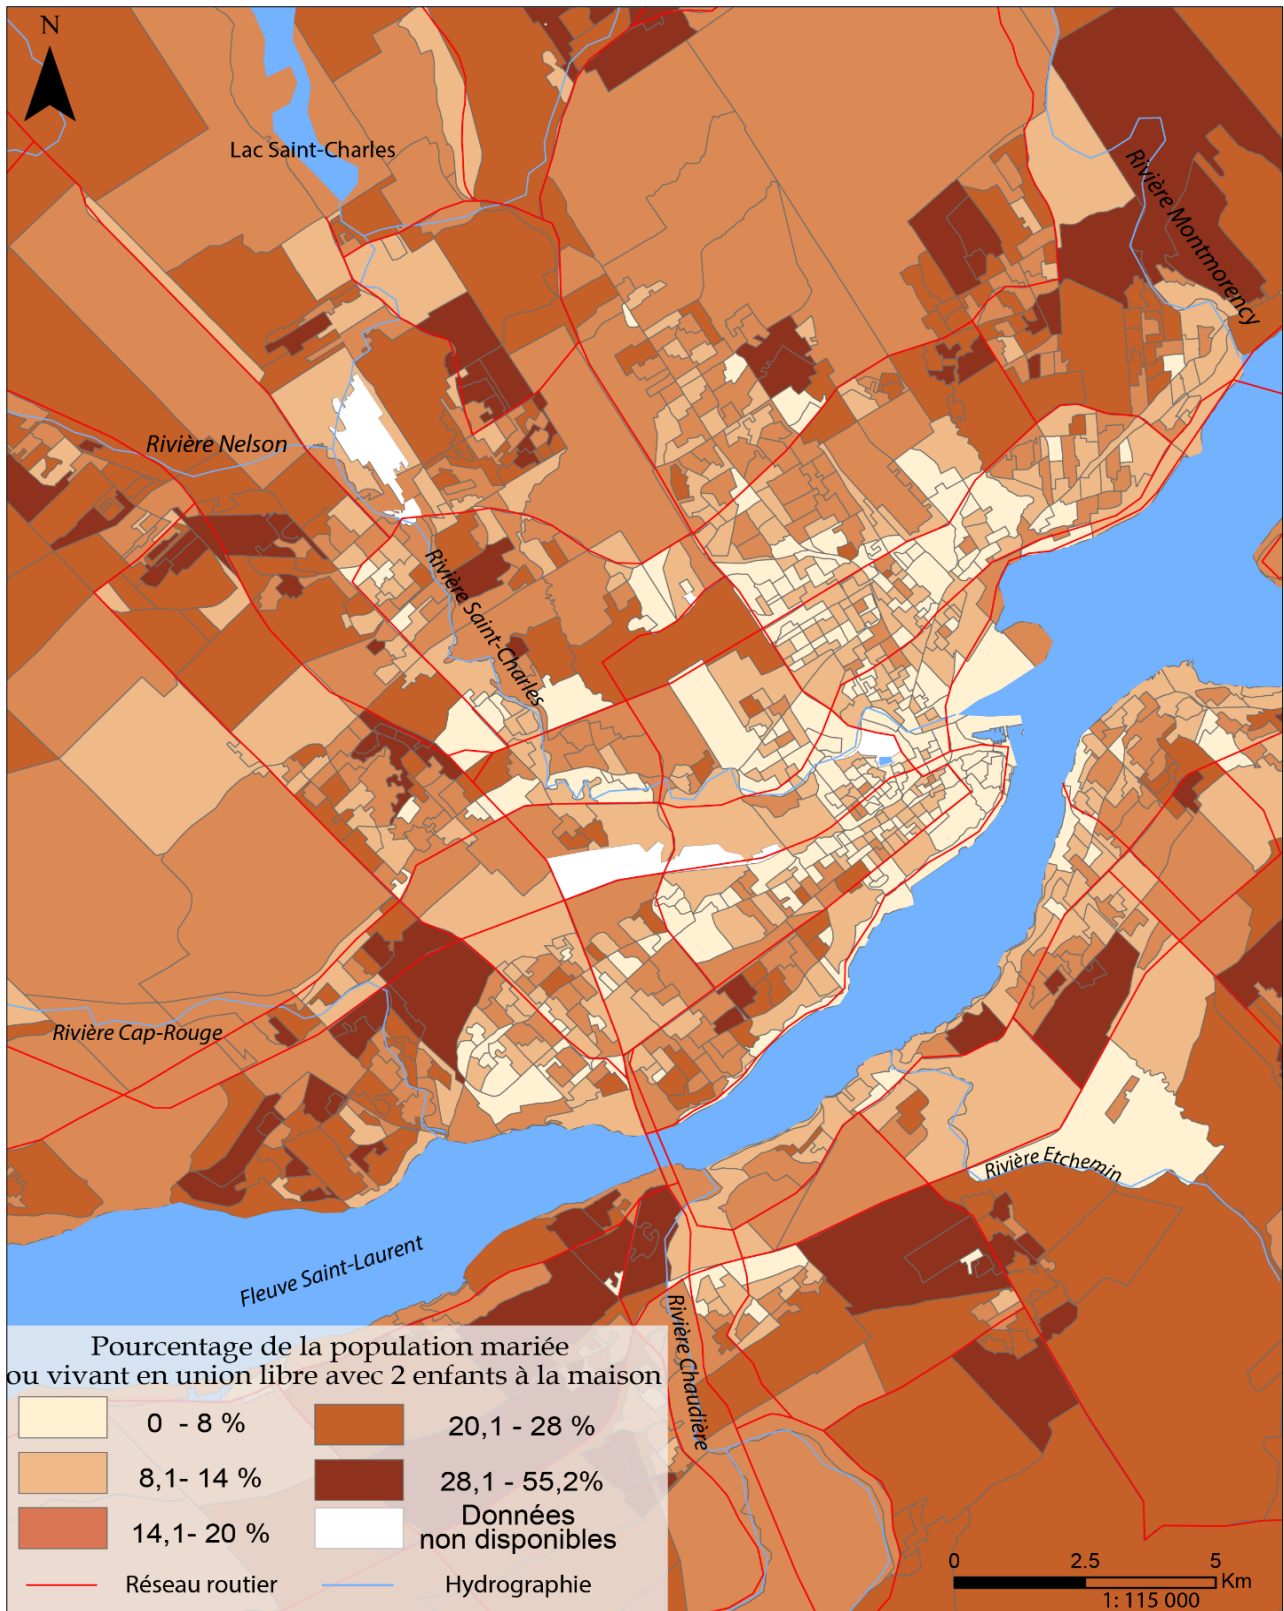 N
Lac Saint-Charles
Rivière Montmorency
Rivière Nelson
Rivière Saint-Charles
Rivière Cap-Rouge
Rivière Etchemin
Fleuve Saint-Laurent
Rivière Chaudière
Pourcentage de la population mariée
ou vivant en union libre avec 2 enfants à la maison
0 - 8 %
20,1 - 28 %
8,1- 14 %
28,1 - 55,2%
14,1- 20 %
Données
non disponibles
Réseau routier
Hydrographie
0 2.5 5
Km
1: 115 000